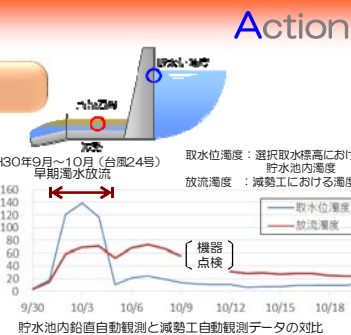 Action
H30年9月~10月(台風24号)
早期濁水放流
取水位濁度:選択取水標高におけ
貯水池内濁度
放流濁度 :減勢工における濁度
160
140
120
100
80
60
40
20
0
取水位濁度
放流濁度
機器
点検
9/30 10/3 10/6 10/9 10/12 10/15 10/18
貯水池内鉛直自動観測と減勢工自動観測データの対比